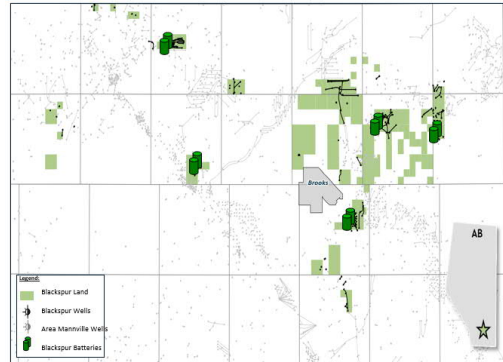 Brooks
AB
Legend:
Blackspur Land
Blackspur Wells
Area Mannville Wells
Blackspur Batteries